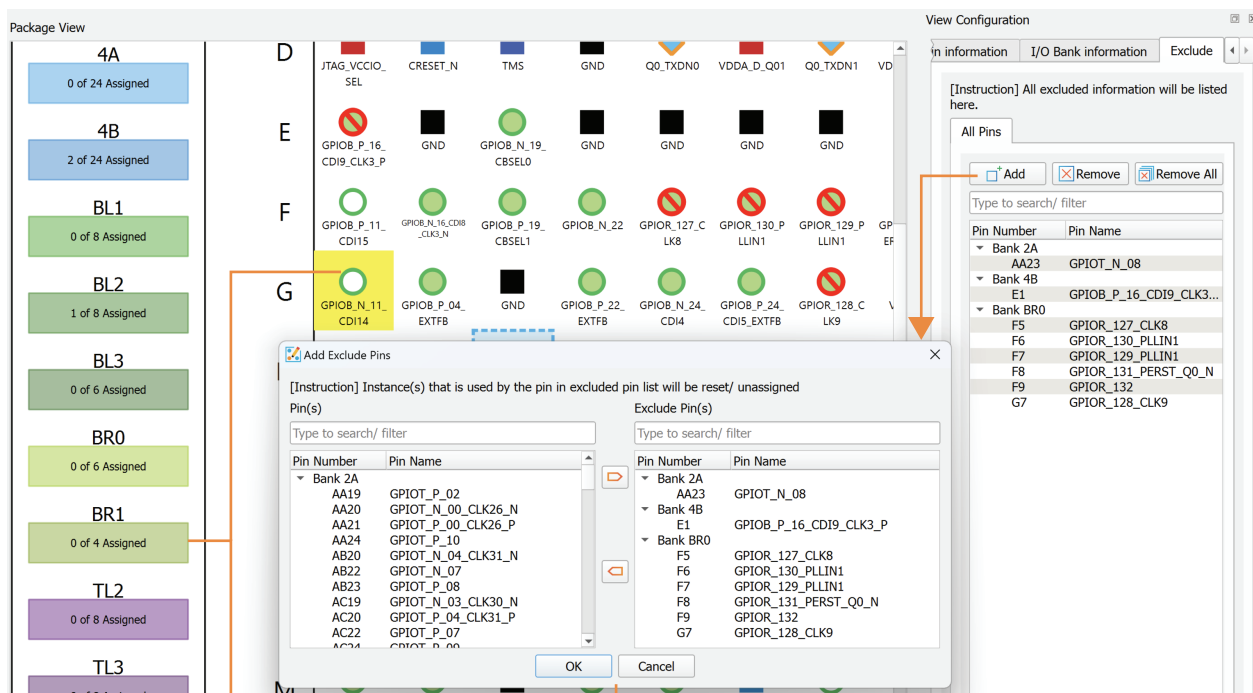 Package View
4A
0 of 24 Assigned
4B
2 of 24 Assigned
BL1
0 of 8 Assigned
BL2
1 of 8 Assigned
BL3
0 of 6 Assigned
BR0
0 of 6 Assigned
BR1
0 of 4 Assigned
TL2
0 of 8 Assigned
TL3
D
JTAG_VCCIO_
SEL
CRESET_N
TMS
GND
Q0_TXDN0
VDDA_D_Q01
Q0_TXDN1
VD
E
GPIOB_P_16_
CDI9_CLK3_P
GND
GPIOB_N_19_
CBSEL0
GND
GND
GND
GND
F
GPIOB_P_11_
CDI15
GPIOB_N_16_CDI8
_CLK3_N
GPIOB_P_19_
CBSEL1
GPIOB_N_22
GPIOR_127_C
LK8
GPIOR_130_P
LLIN1
GPIOR_129_P
LLIN1
GP
EF
G
GPIOB_N_11_
CDI14
GPIOB_P_04_
EXTFB
GND
GPIOB_P_22_
EXTFB
GPIOB_N_24_
CDI4
GPIOB_P_24_
CDI5_EXTFB
GPIOR_128_C
LK9
M
Add Exclude Pins
[Instruction] Instance(s) that is used by the pin in excluded pin list will be reset/ unassigned
Pin(s)
Type to search/ filter
Pin Number Pin Name
Bank 2A
AA19 GPIOT_P_02
AA20 GPIOT_N_00_CLK26_N
AA21 GPIOT_P_00_CLK26_P
AA24 GPIOT_P_10
AB20 GPIOT_N_04_CLK31_N
AB22 GPIOT_N_07
AB23 GPIOT_P_08
AC19 GPIOT_N_03_CLK30_N
AC20 GPIOT_P_04_CLK31_P
AC22 GPIOT_P_07
AC24 GPIOT_P_09
Exclude Pin(s)
Type to search/ filter
Pin Number Pin Name
Bank 2A
AA23 GPIOT_N_08
Bank 4B
E1 GPIOB_P_16_CDI9_CLK3_P
Bank BR0
F5 GPIOR_127_CLK8
F6 GPIOR_130_PLLIN1
F7 GPIOR_129_PLLIN1
F8 GPIOR_131_PERST_Q0_N
F9 GPIOR_132
G7 GPIOR_128_CLK9
OK
Cancel
View Configuration
in information
I/O Bank information
Exclude
[Instruction] All excluded information will be listed
here.
All Pins
Add
Remove
Remove All
Type to search/ filter
Pin Number Pin Name
Bank 2A
AA23 GPIOT_N_08
Bank 4B
E1 GPIOB_P_16_CDI9_CLK3...
Bank BR0
F5 GPIOR_127_CLK8
F6 GPIOR_130_PLLIN1
F7 GPIOR_129_PLLIN1
F8 GPIOR_131_PERST_Q0_N
F9 GPIOR_132
G7 GPIOR_128_CLK9